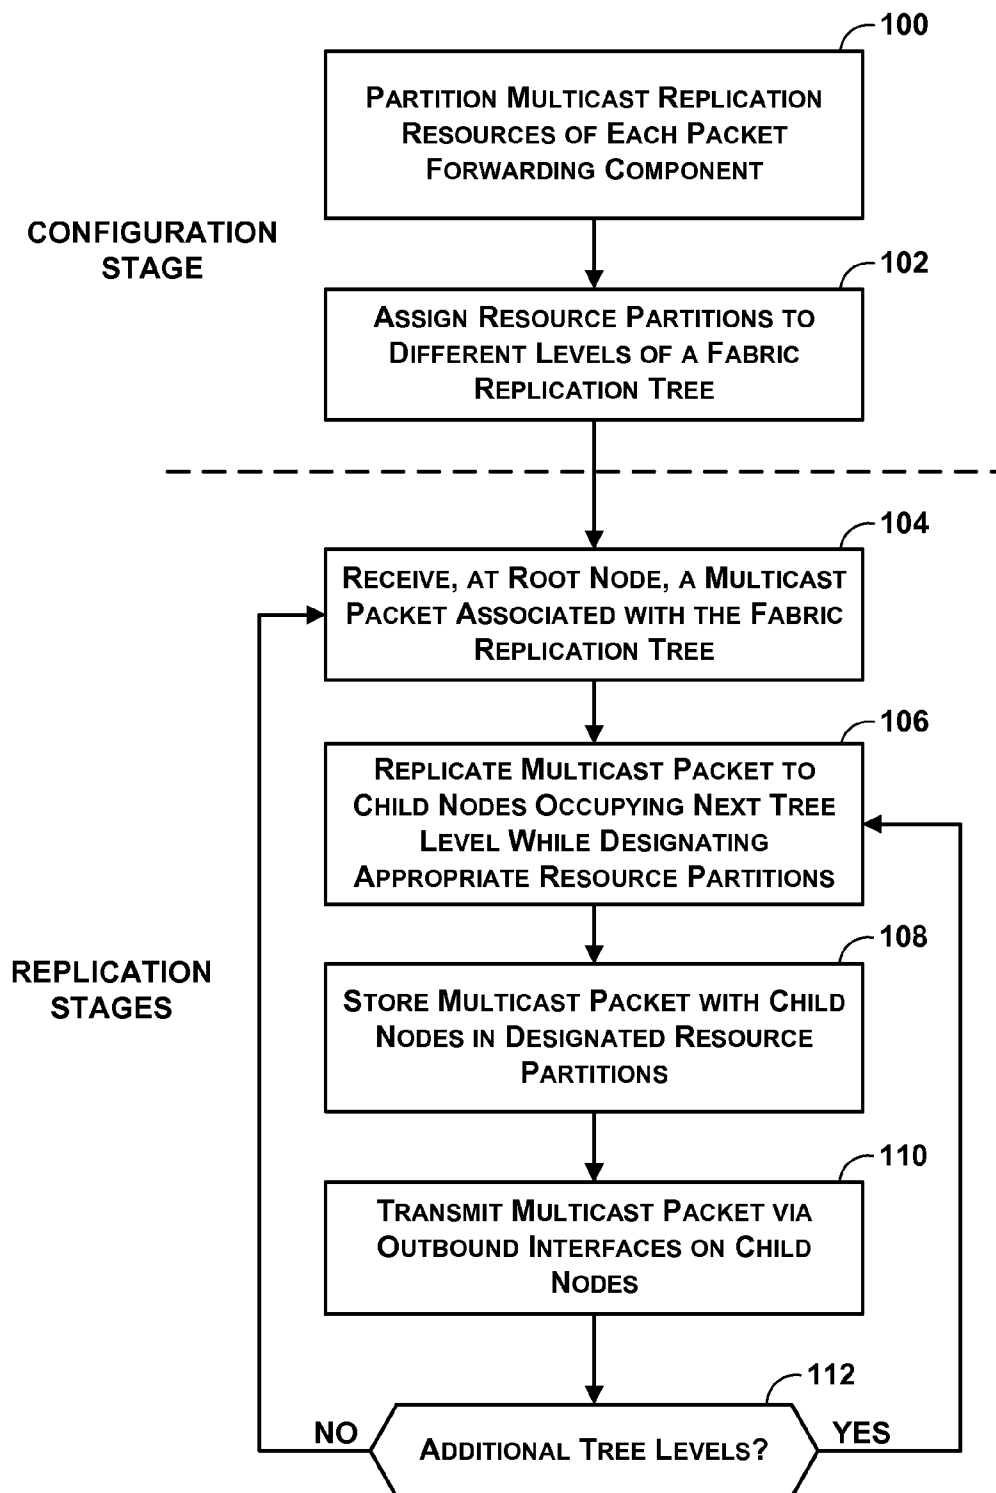 100
PARTITION MULTICAST REPLICATION
RESOURCES OF EACH PACKET
FORWARDING COMPONENT
CONFIGURATION
STAGE
102
ASSIGN RESOURCE PARTITIONS TO
DIFFERENT LEVELS OF A FABRIC
REPLICATION TREE
104
RECEIVE, AT ROOT NODE, A MULTICAST
PACKET ASSOCIATED WITH THE FABRIC
REPLICATION TREE
106
REPLICATE MULTICAST PACKET TO
CHILD NODES OCCUPYING NEXT TREE
LEVEL WHILE DESIGNATING
APPROPRIATE RESOURCE PARTITIONS
REPLICATION
STAGES
108
STORE MULTICAST PACKET WITH CHILD
NODES IN DESIGNATED RESOURCE
PARTITIONS
110
TRANSMIT MULTICAST PACKET VIA
OUTBOUND INTERFACES ON CHILD
NODES
112
NO
ADDITIONAL TREE LEVELS?
YES